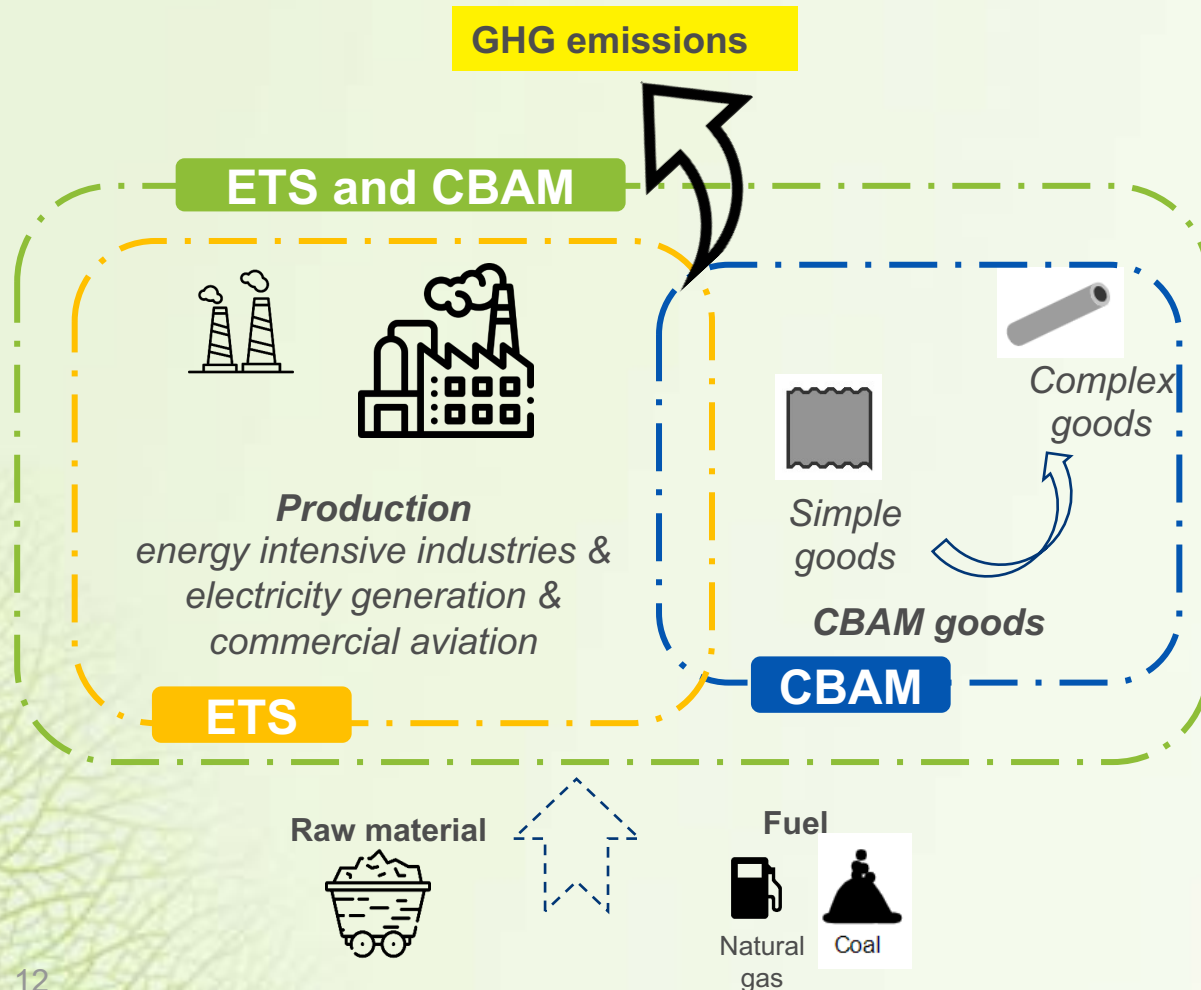 GHG emissions
ETS and CBAM
Complex
goods
Simple
goods
Production
energy intensive industries &
electricity generation &
commercial aviation
CBAM goods
CBAM
ETS
Raw material
Fuel
Natural
gas
Coal
12